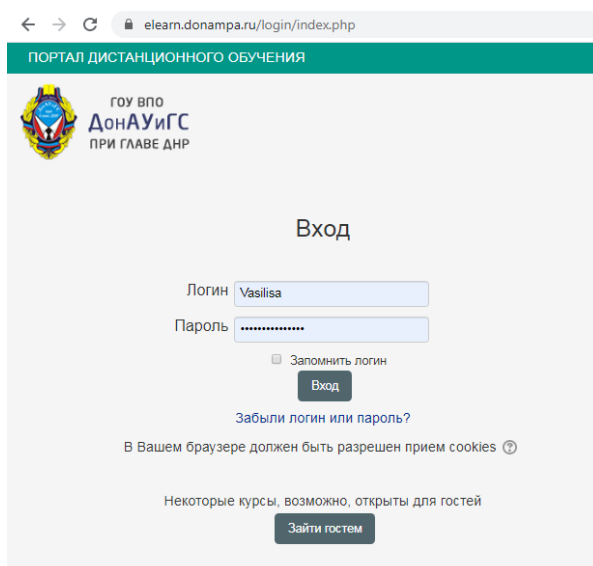 elearn.donampa.ru/login/index.php
ПОРТАЛ ДИСТАНЦИОННОГО ОБУЧЕНИЯ
ГОУ ВПО
ДонАУиГС
ПРИ ГЛАВЕ ДНР
Вход
Логин Vasilisa
Пароль •••••••••••••••
Запомнить логин
Вход
Забыли логин или пароль?
В Вашем браузере должен быть разрешен прием cookies ?
Некоторые курсы, возможно, открыты для гостей
Зайти гостем